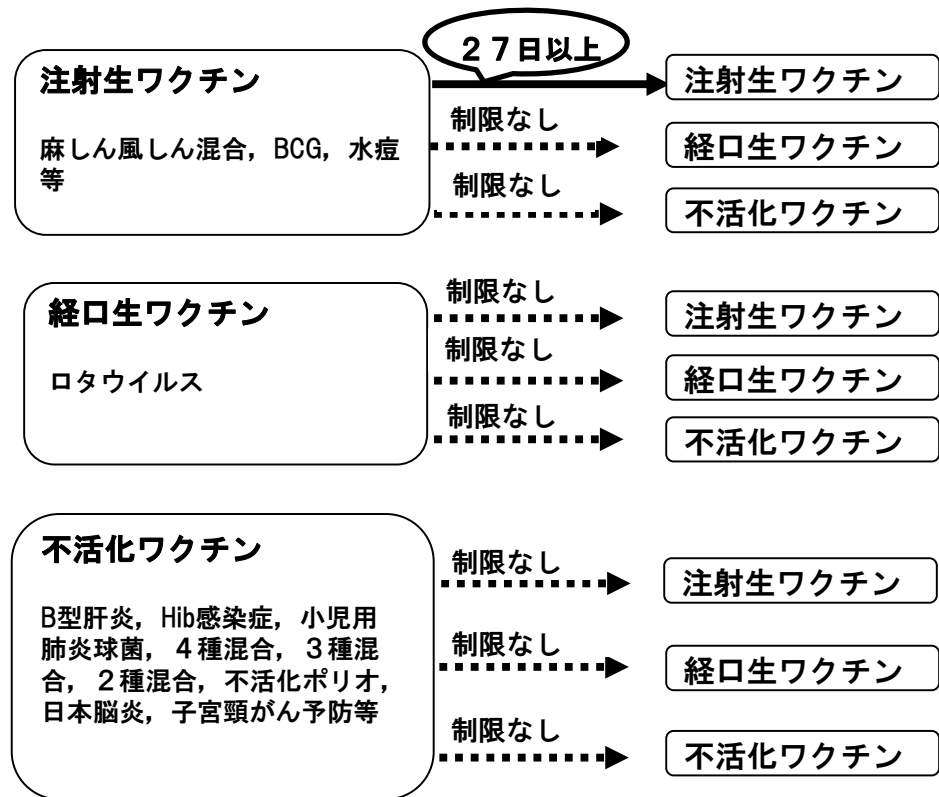 ２７日以上
注射生ワクチン
麻しん風しん混合，BCG，水痘
等
注射生ワクチン
制限なし
経口生ワクチン
制限なし
不活化ワクチン
経口生ワクチン
ロタウイルス
制限なし
注射生ワクチン
制限なし
経口生ワクチン
制限なし
不活化ワクチン
不活化ワクチン
B型肝炎，Hib感染症，小児用
肺炎球菌，４種混合，３種混
合，２種混合，不活化ポリオ，
日本脳炎，子宮頸がん予防等
制限なし
注射生ワクチン
制限なし
経口生ワクチン
制限なし
不活化ワクチン